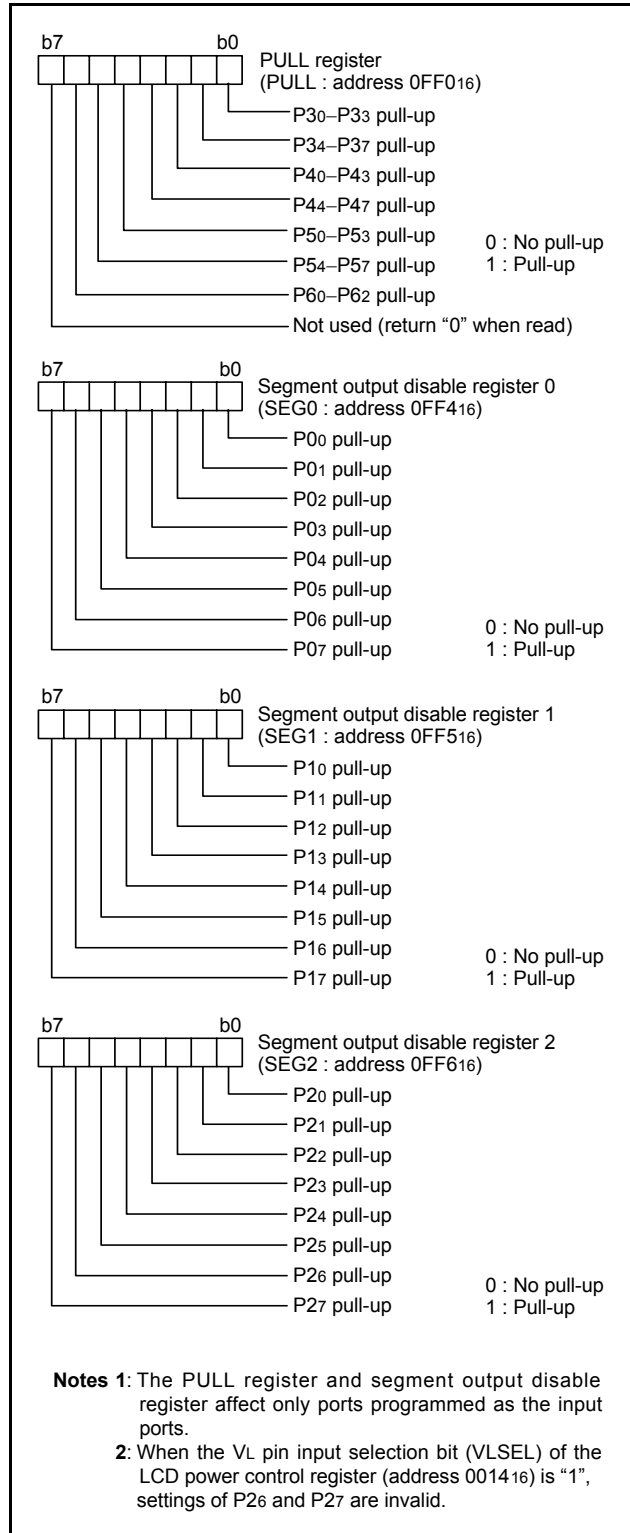 b7 b0
PULL register
(PULL : address 0FF016)
P30–P33 pull-up
P34–P37 pull-up
P40–P43 pull-up
P44–P47 pull-up
P50–P53 pull-up
P54–P57 pull-up
P60–P62 pull-up
Not used (return “0” when read)
0 : No pull-up
1 : Pull-up
b7 b0
Segment output disable register 0
(SEG0 : address 0FF416)
P00 pull-up
P01 pull-up
P02 pull-up
P03 pull-up
P04 pull-up
P05 pull-up
P06 pull-up
P07 pull-up
0 : No pull-up
1 : Pull-up
b7 b0
Segment output disable register 1
(SEG1 : address 0FF516)
P10 pull-up
P11 pull-up
P12 pull-up
P13 pull-up
P14 pull-up
P15 pull-up
P16 pull-up
P17 pull-up
0 : No pull-up
1 : Pull-up
b7 b0
Segment output disable register 2
(SEG2 : address 0FF616)
P20 pull-up
P21 pull-up
P22 pull-up
P23 pull-up
P24 pull-up
P25 pull-up
P26 pull-up
P27 pull-up
0 : No pull-up
1 : Pull-up
Notes 1: The PULL register and segment output disable
register affect only ports programmed as the input
ports.
2: When the VL pin input selection bit (VLSEL) of the
LCD power control register (address 001416) is “1”,
settings of P26 and P27 are invalid.